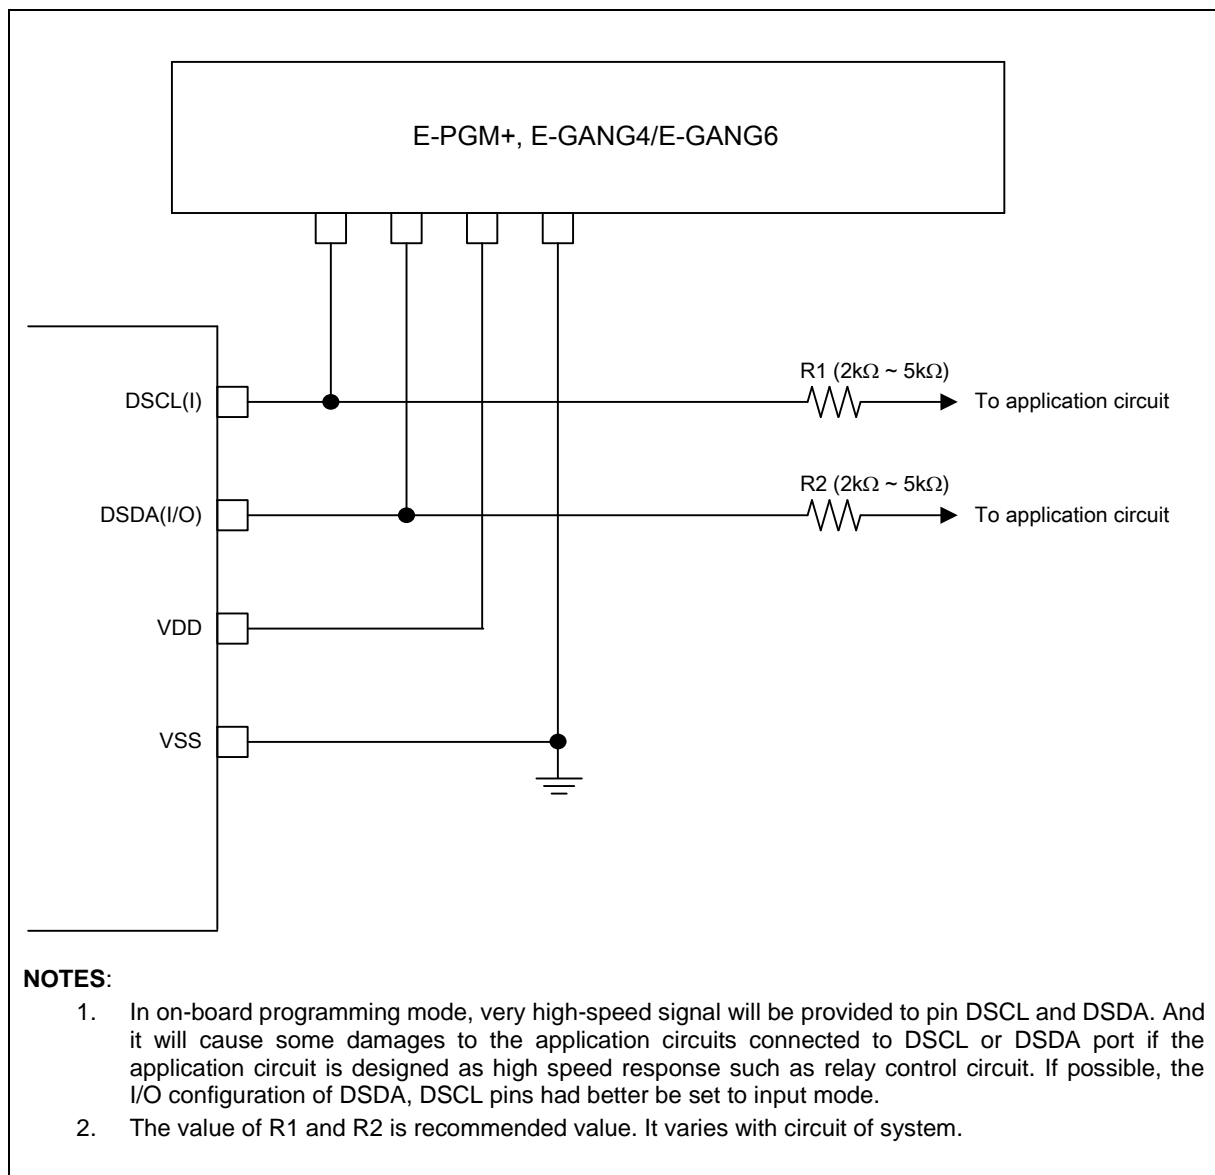 E-PGM+, E-GANG4/E-GANG6
R1 (2kΩ ~ 5kΩ)
DSCL(I)
To application circuit
R2 (2kΩ ~ 5kΩ)
DSDA(I/O)
To application circuit
VDD
VSS
NOTES:
1. In on-board programming mode, very high-speed signal will be provided to pin DSCL and DSDA. And
it will cause some damages to the application circuits connected to DSCL or DSDA port if the
application circuit is designed as high speed response such as relay control circuit. If possible, the
I/O configuration of DSDA, DSCL pins had better be set to input mode.
2. The value of R1 and R2 is recommended value. It varies with circuit of system.